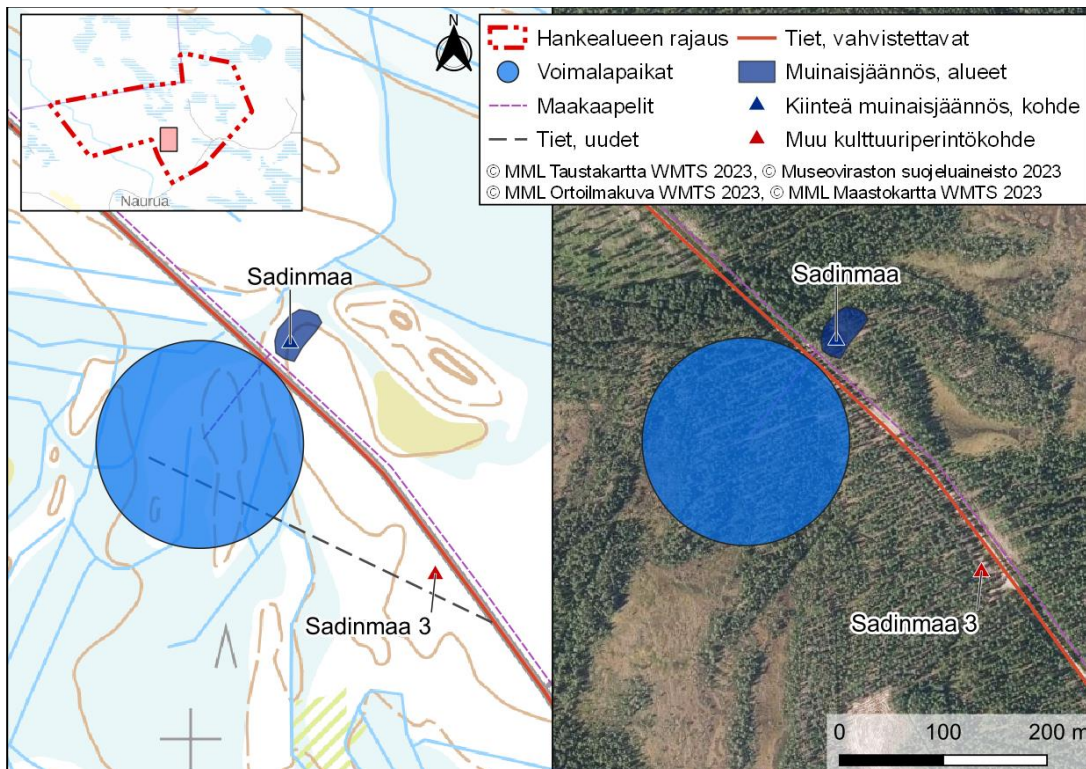 N
Naurua
Hankealueen rajaus
Voimalapaikat
Maakaapelit
Tiet, uudet
Tiet, vahvistettavat
Muinaisjäännös, alueet
Kiinteä muinaisjäännös, kohde
Muu kulttuuriperintökohde
© MML Taustakartta WMTS 2023, © Museoviraston suojeluaineisto 2023
© MML Ortoilmakuva WMTS 2023, © MML Maastokartta WMTS 2023
Sadinmaa
Sadinmaa
Sadinmaa 3
Sadinmaa 3
0 100 200 m